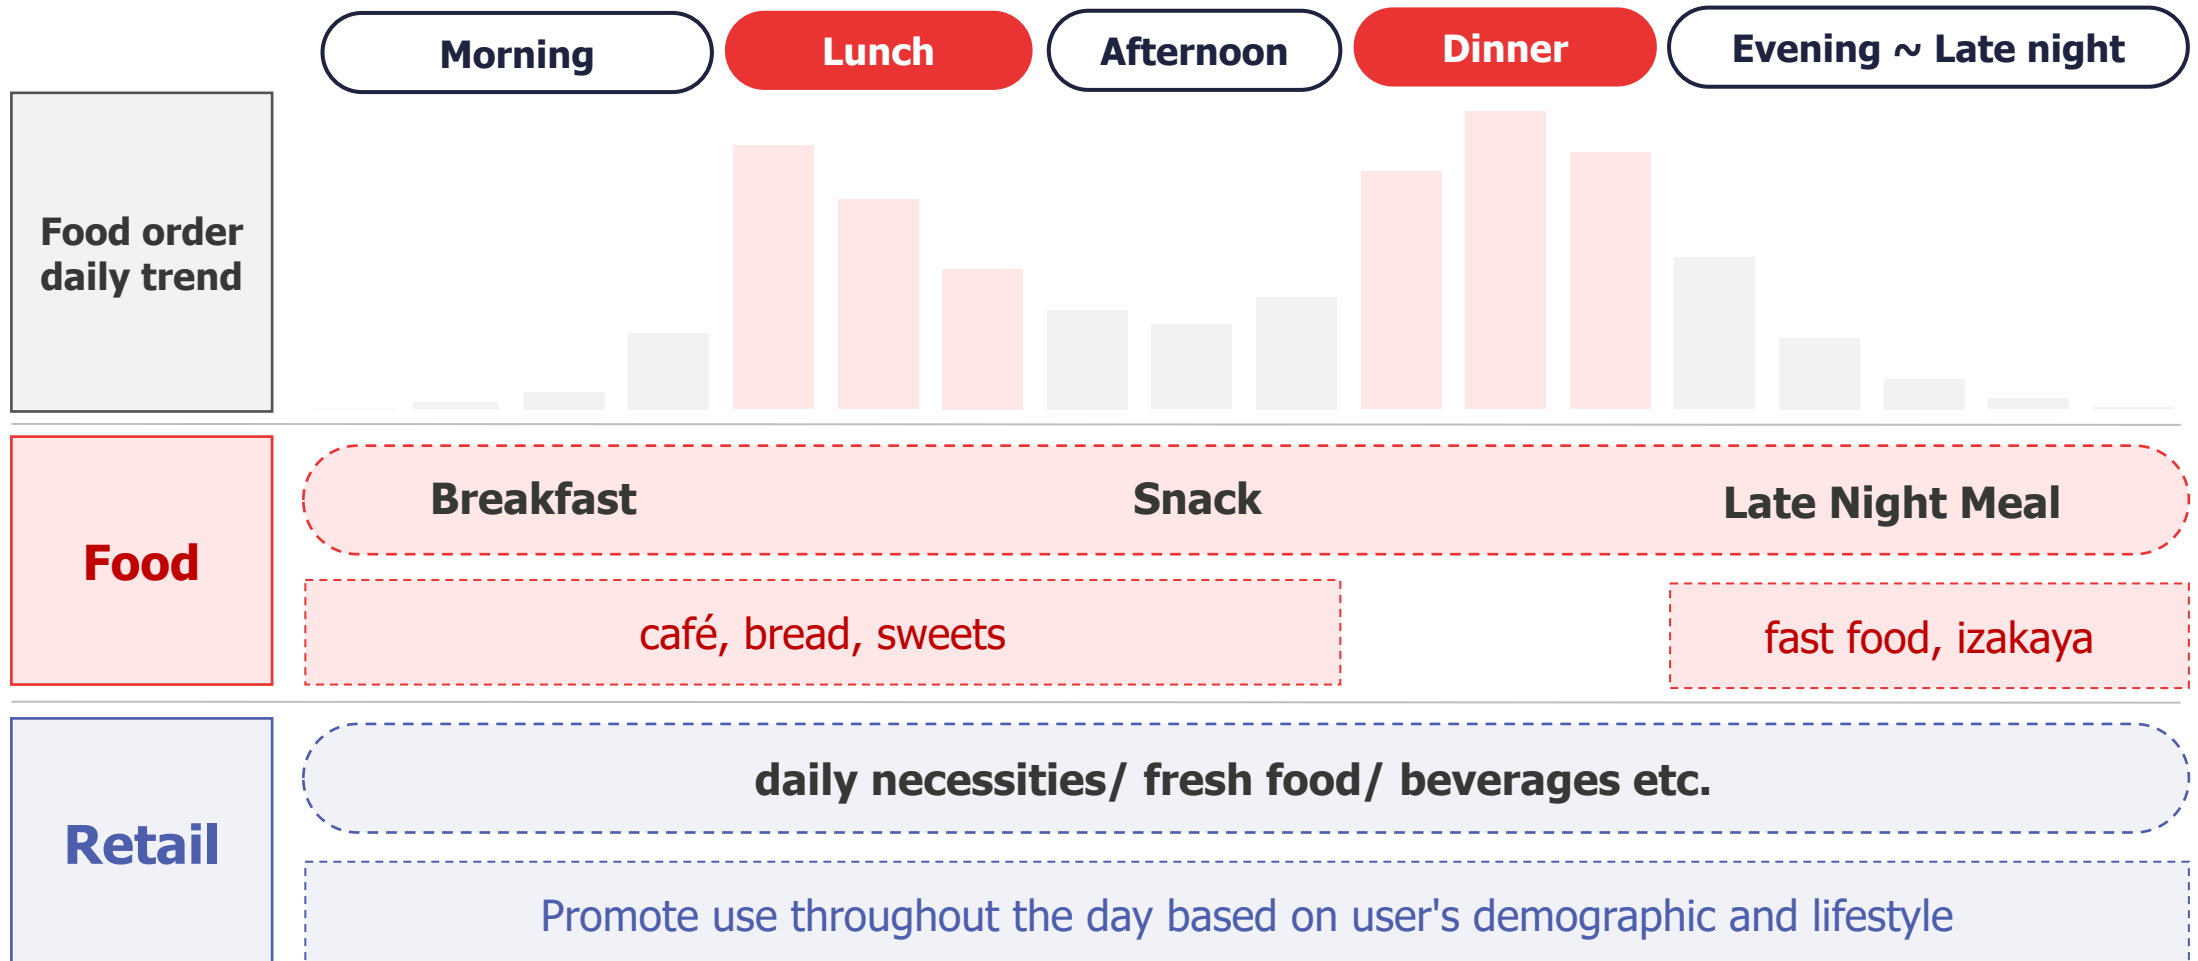 Morning
Lunch
Afternoon
Dinner
Evening ~ Late night
Food order
daily trend
Food
Breakfast
Snack
Late Night Meal
café, bread, sweets
fast food, izakaya
Retail
daily necessities/ fresh food/ beverages etc.
Promote use throughout the day based on user's demographic and lifestyle